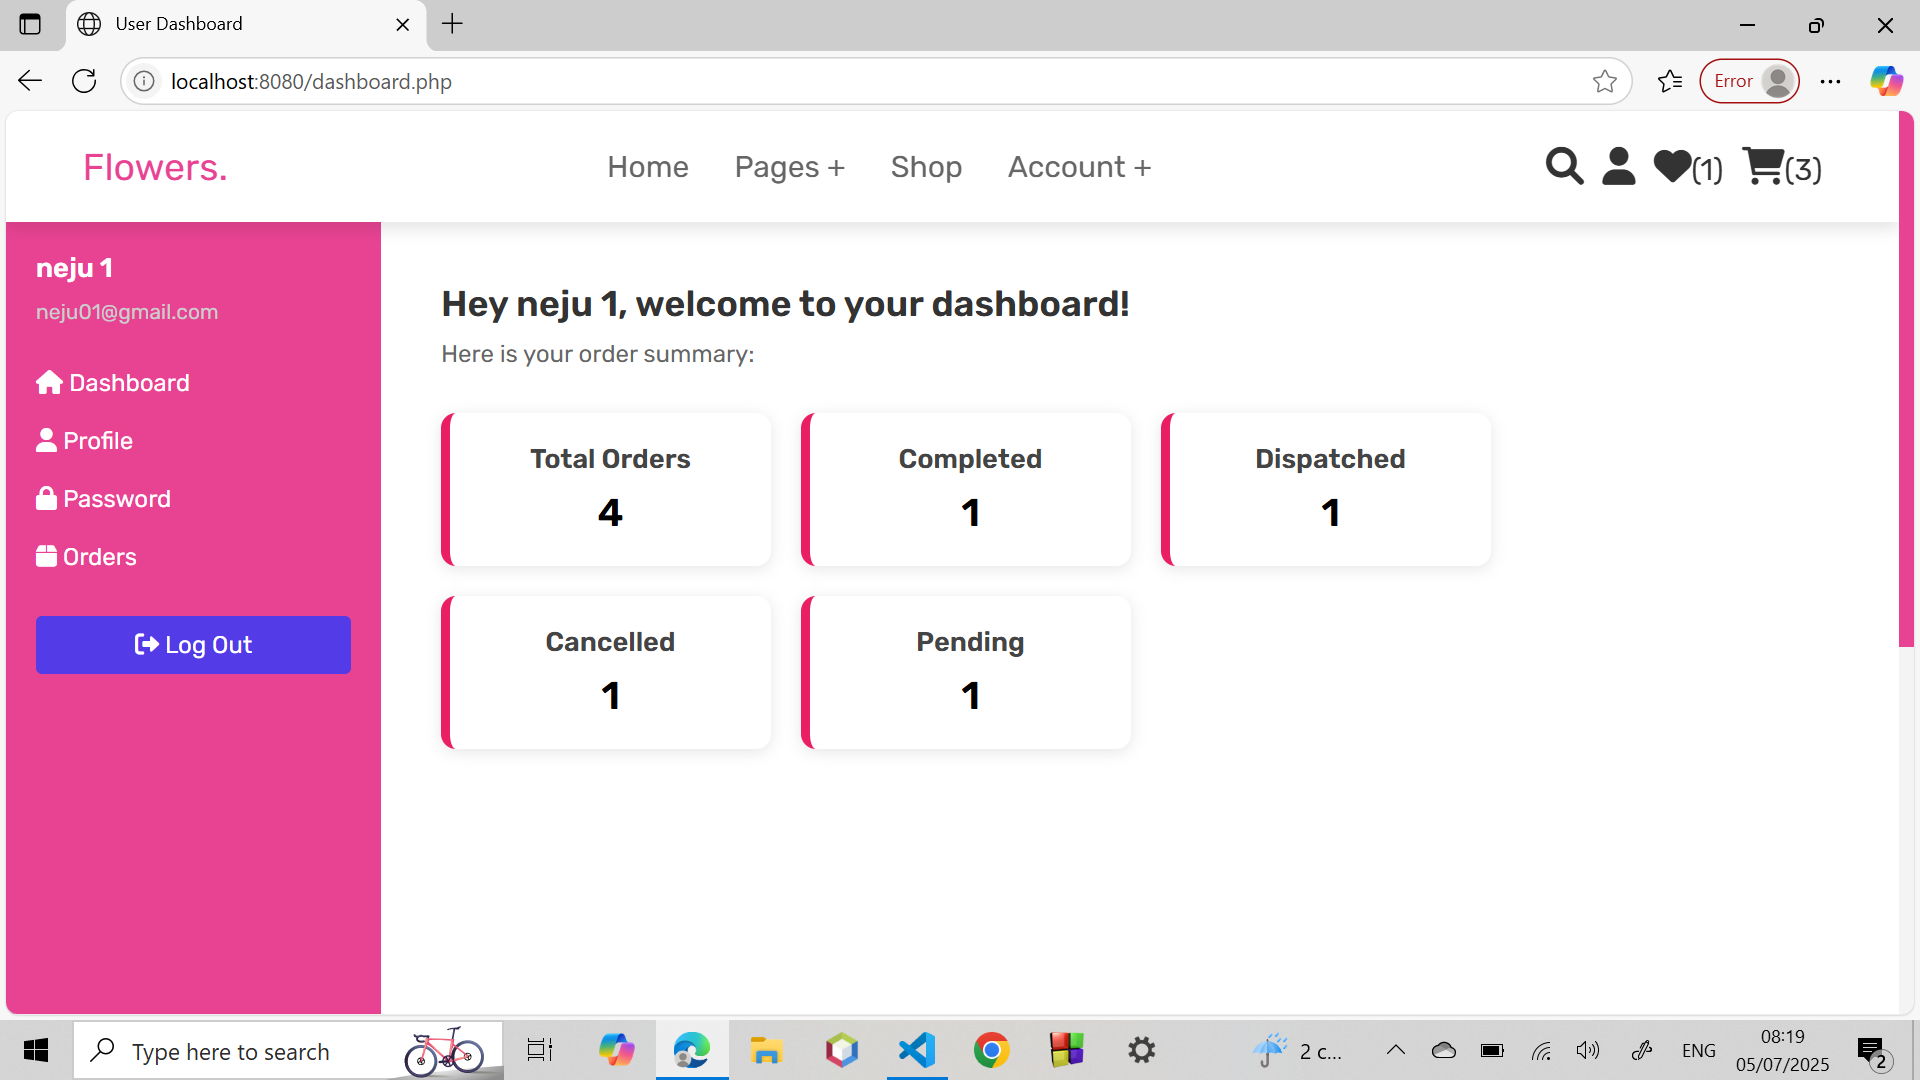 User Dashboard
localhost:8080/dashboard.php
Error
Flowers.
Home Pages + Shop Account +
(1) (3)
neju 1
neju01@gmail.com
Dashboard
Profile
Password
Orders
Log Out
Hey neju 1, welcome to your dashboard!
Here is your order summary:
Total Orders
4
Completed
1
Dispatched
1
Cancelled
1
Pending
1
Type here to search
2 c...
ENG
08:19
05/07/2025
2